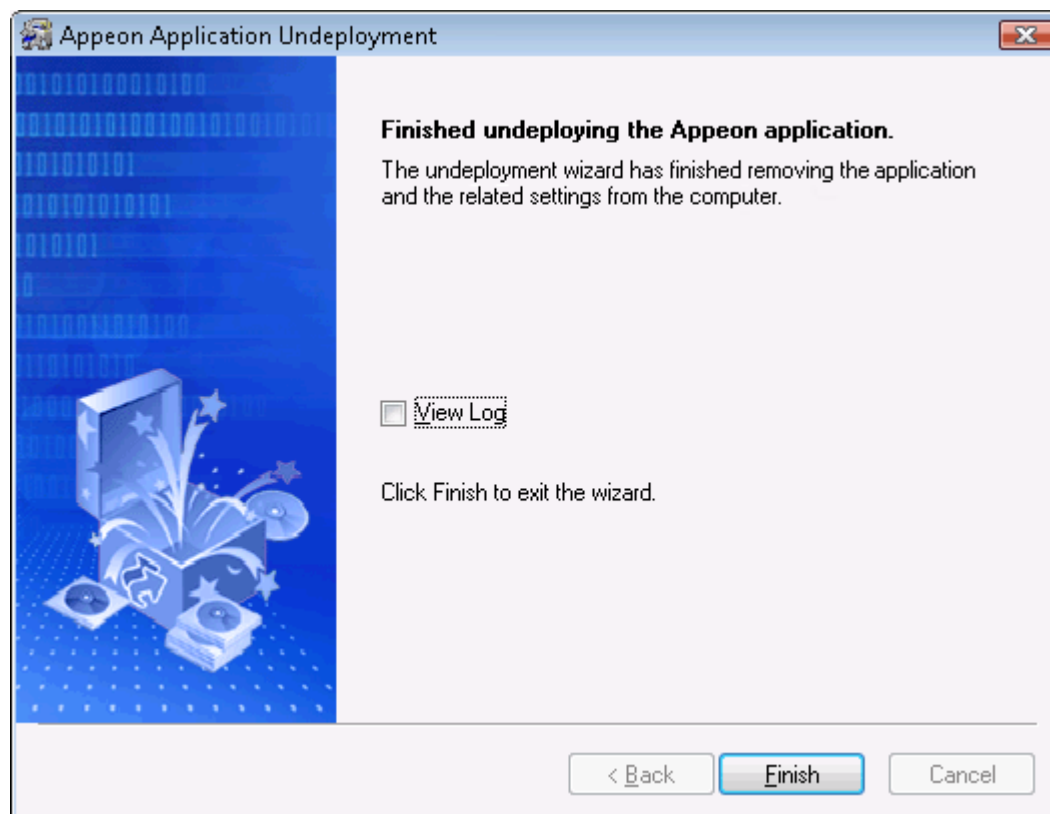 Appeon Application Undeployment
Finished undeploying the Appeon application.
The undeployment wizard has finished removing the application
and the related settings from the computer.
View Log
Click Finish to exit the wizard.
< Back
Finish
Cancel